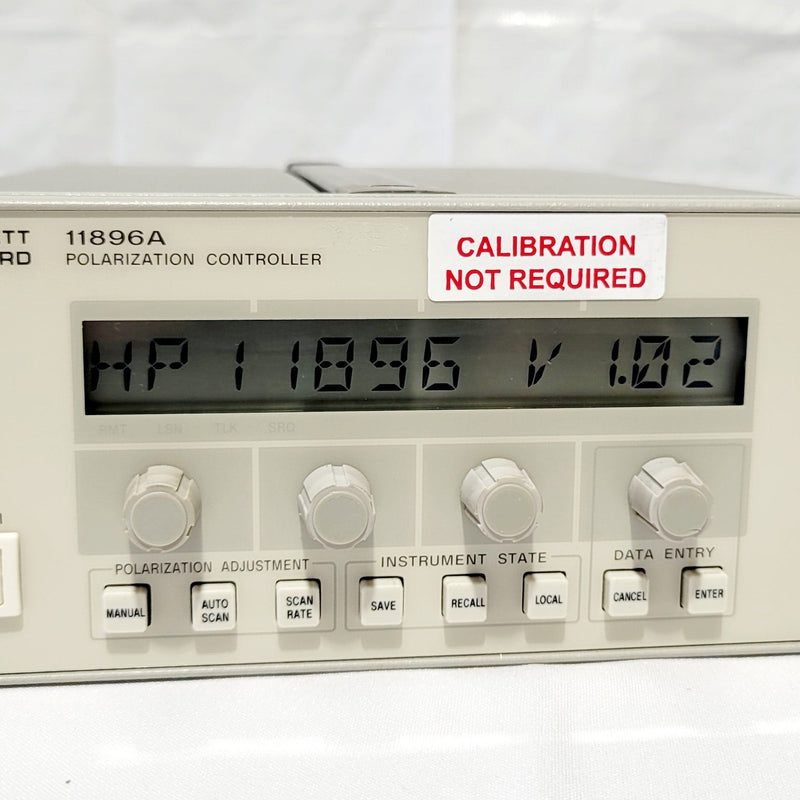 TT 11896A
RD POLARIZATION CONTROLLER
CALIBRATION
NOT REQUIRED
HP 11896 V 1.02
RMT LSN TLK SRQ
POLARIZATION ADJUSTMENT
INSTRUMENT STATE
DATA ENTRY
MANUAL
AUTO
SCAN
SCAN
RATE
SAVE
RECALL
LOCAL
CANCEL
ENTER